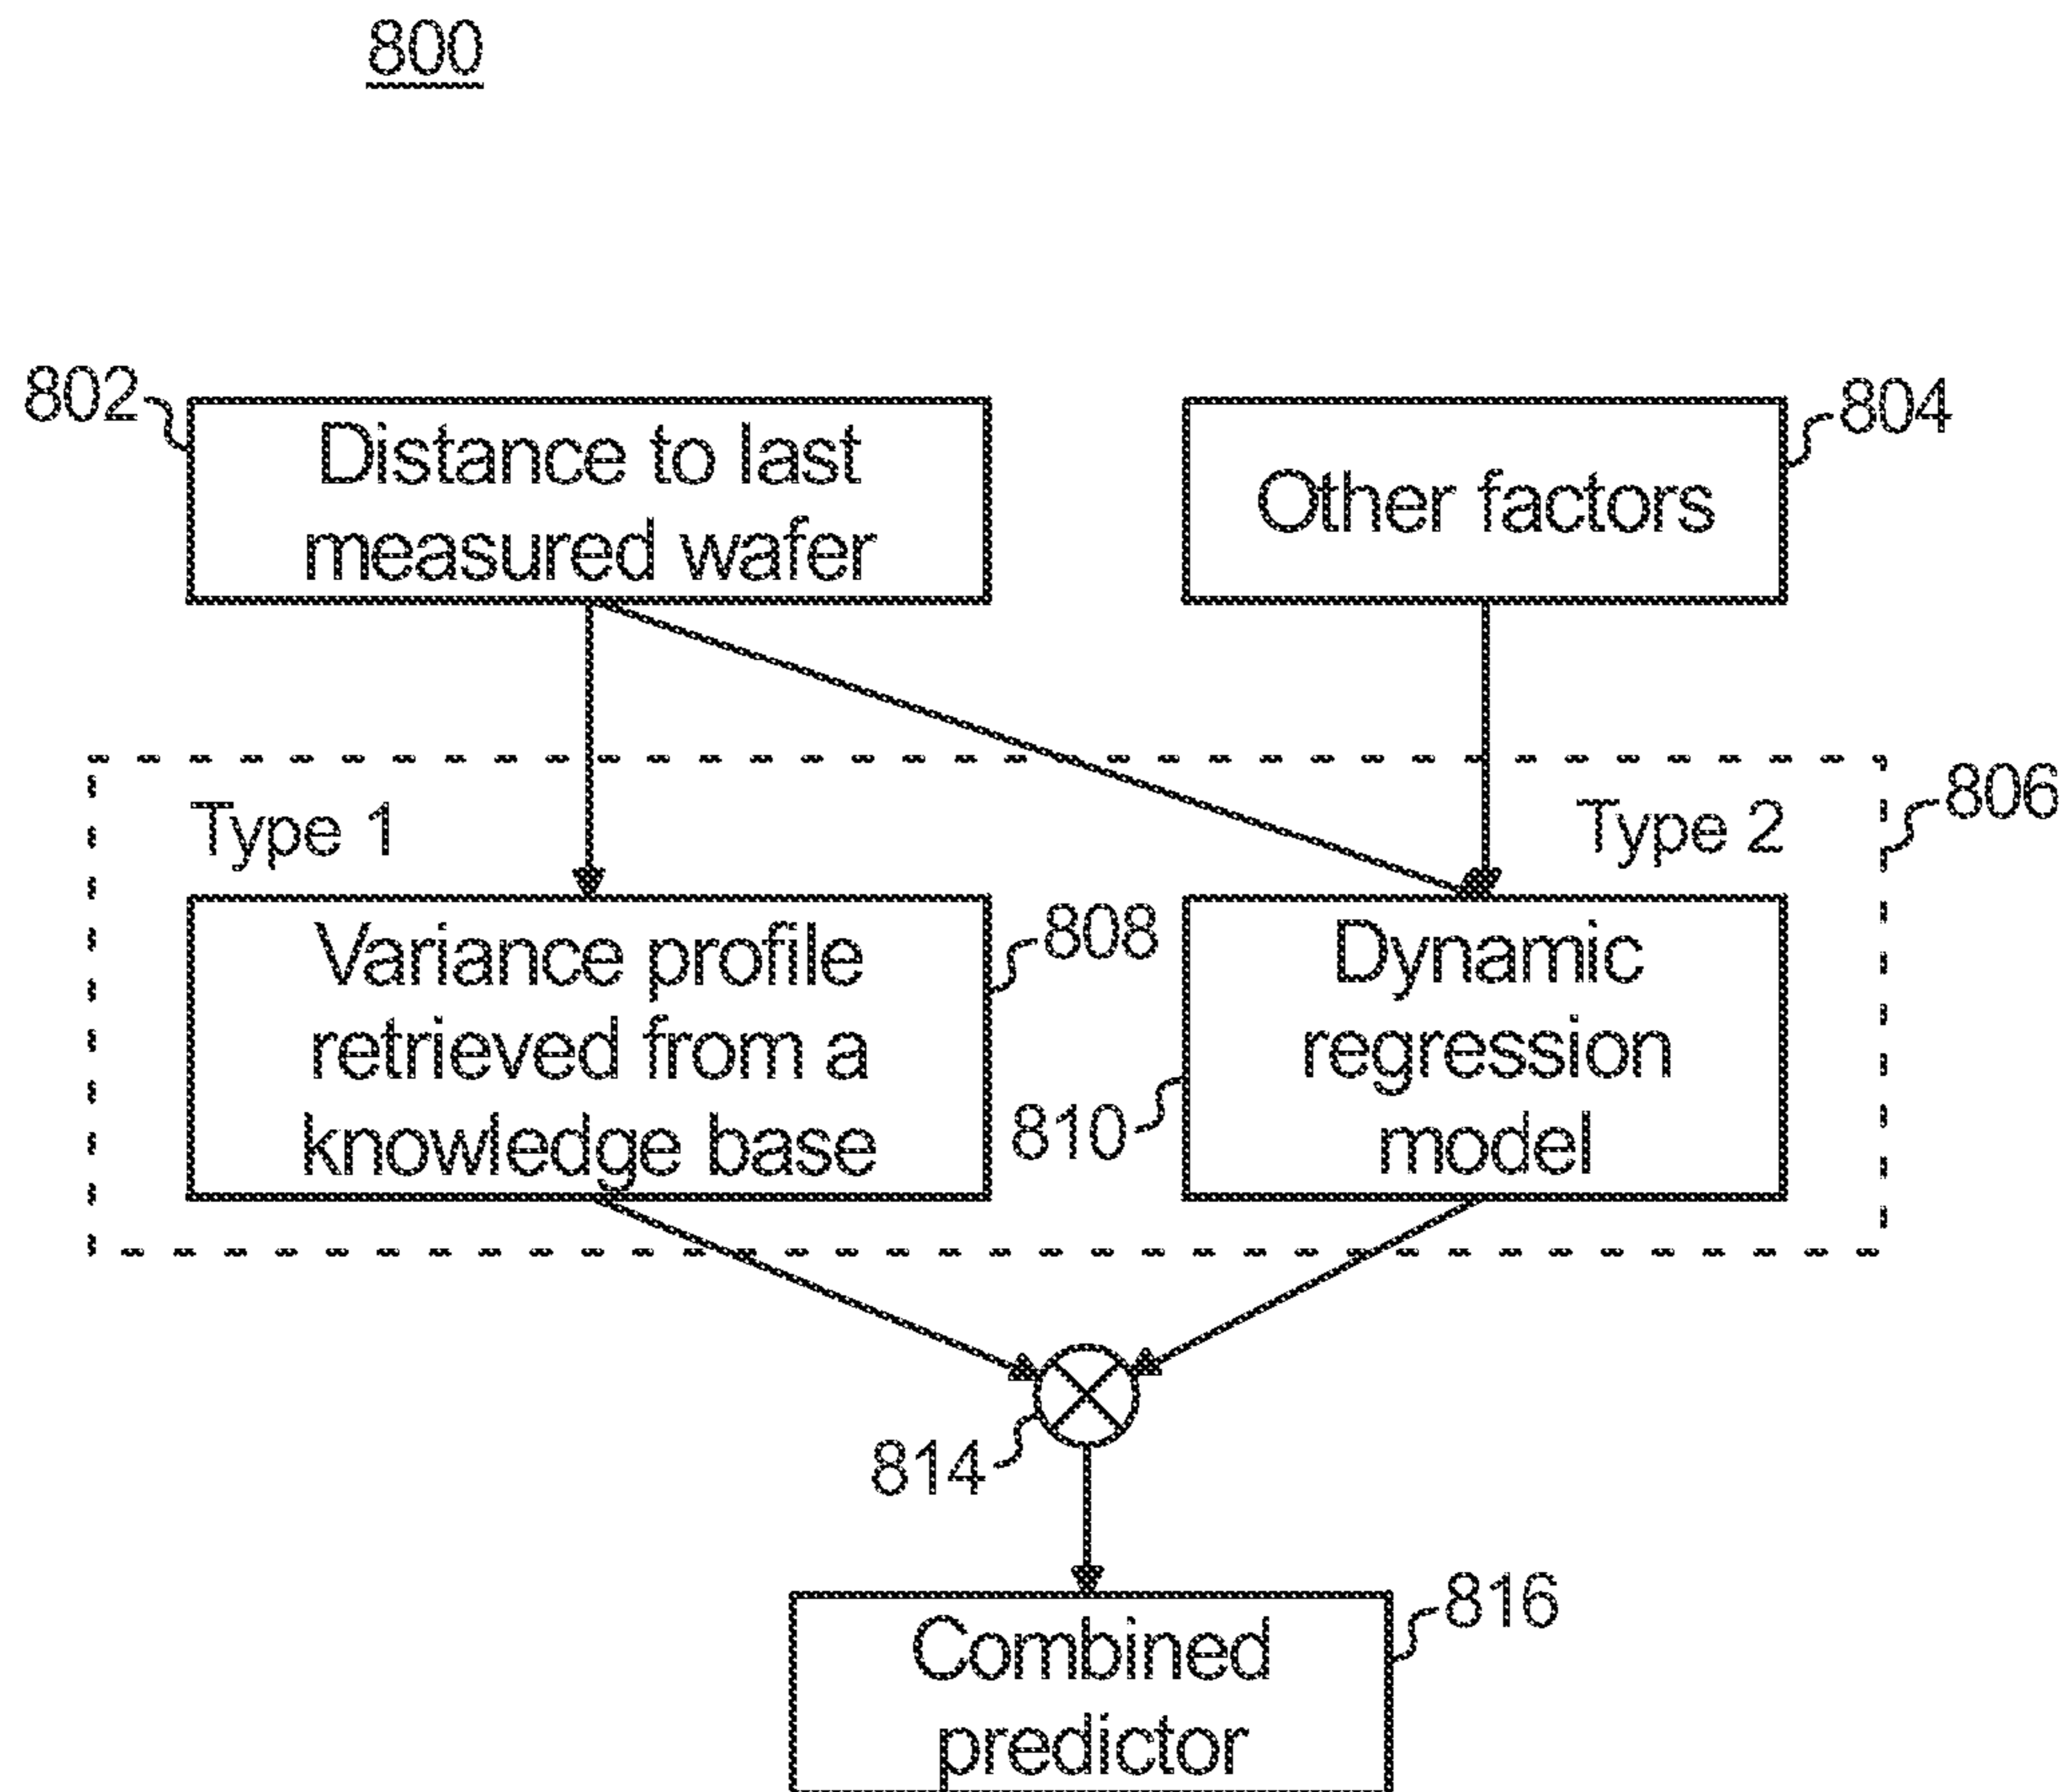 800
802
Distance to last
measured wafer
Other factors
804
Type 1
Type 2
806
Variance profile
retrieved from a
knowledge base
808
810
Dynamic
regression
model
814
Combined
predictor
816